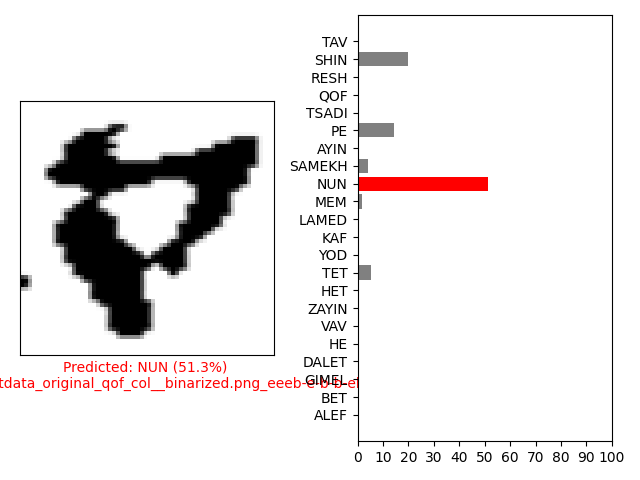 TAV
SHIN
RESH
QOF
TSADI
PE
AYIN
SAMEKH
NUN
MEM
LAMED
KAF
YOD
TET
HET
ZAYIN
VAV
HE
DALET
GIMEL
BET
ALEF
0 10 20 30 40 50 60 70 80 90 100
Predicted: NUN (51.3%)
tdata_original_qof_col__binarized.png_eeeb-